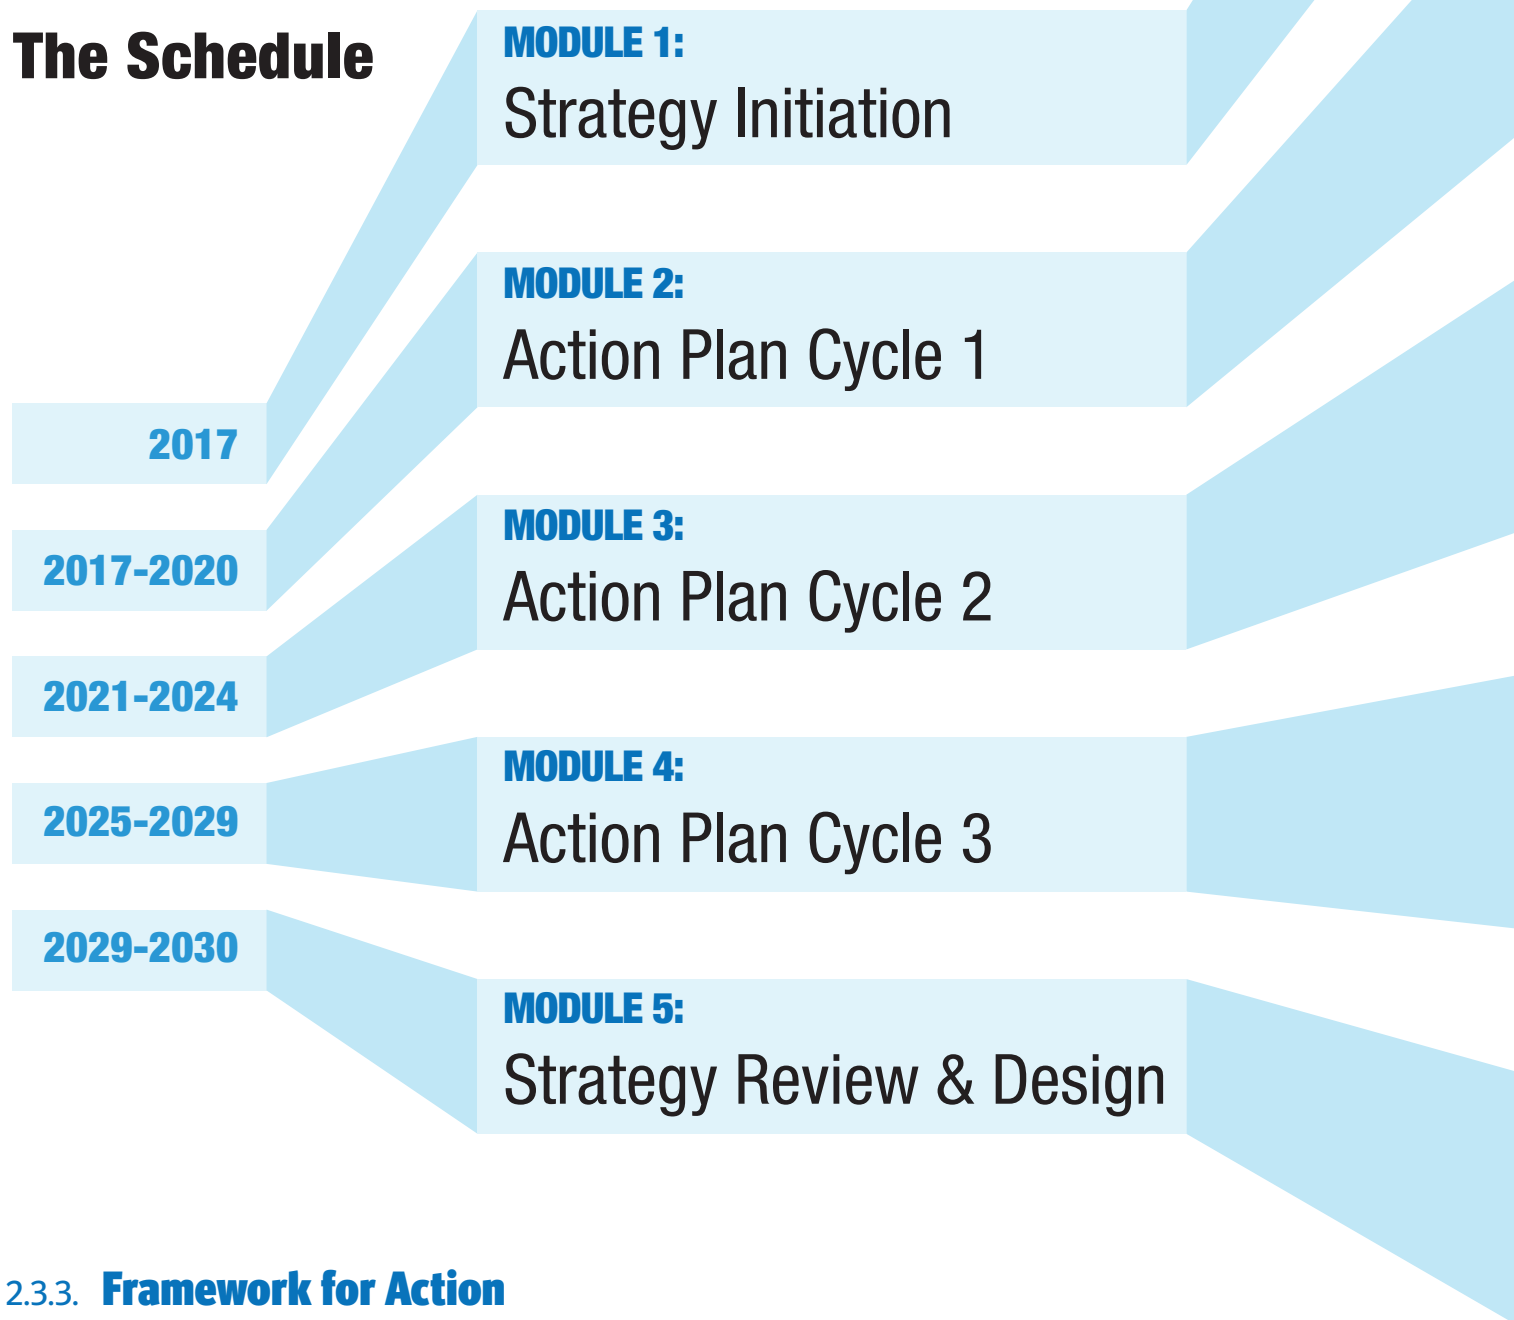 The Schedule
MODULE 1:
Strategy Initiation
MODULE 2:
Action Plan Cycle 1
2017
MODULE 3:
2017-2020
Action Plan Cycle 2
2021-2024
MODULE 4:
2025-2029
Action Plan Cycle 3
2029-2030
MODULE 5:
Strategy Review & Design
2.3.3. Framework for Action